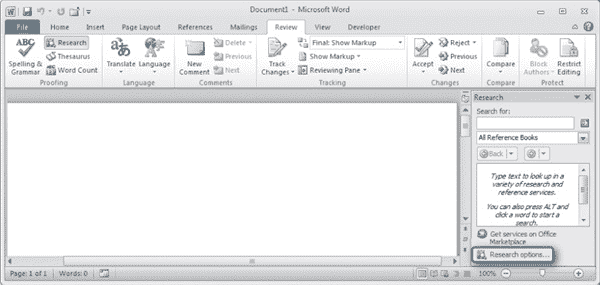 Document1 - Microsoft Word
File Home Insert Page Layout References Mailings Review View Developer
ABC
Spelling & Grammar
Research
Thesaurus
Word Count
Proofing
Translate
Language
Language
New Comment
Delete
Previous
Next
Comments
Track Changes
Final: Show Markup
Show Markup
Reviewing Pane
Tracking
Accept
Reject
Previous
Next
Changes
Compare
Compare
Block Authors
Restrict Editing
Protect
Research
Search for:
All Reference Books
Back
Type text to look up in a
variety of research and
reference services.
You can also press ALT and
click a word to start a
search.
Get services on Office
Marketplace
Research options...
Page: 1 of 1 Words: 0 100%